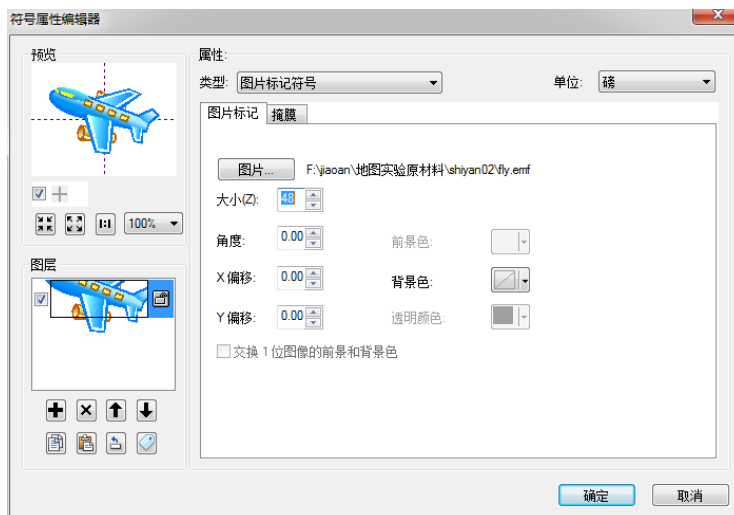 符号属性编辑器
预览
属性:
类型: 图片标记符号
单位: 磅
图片标记 掩膜
图片... F:\jiaoan\地图实验原材料\shiyan02\fly.emf
大小(Z): 48
1:1 100%
角度: 0.00 前景色:
图层
X 偏移: 0.00 背景色:
Y 偏移: 0.00 透明颜色:
交换 1 位图像的前景和背景色
确定 取消